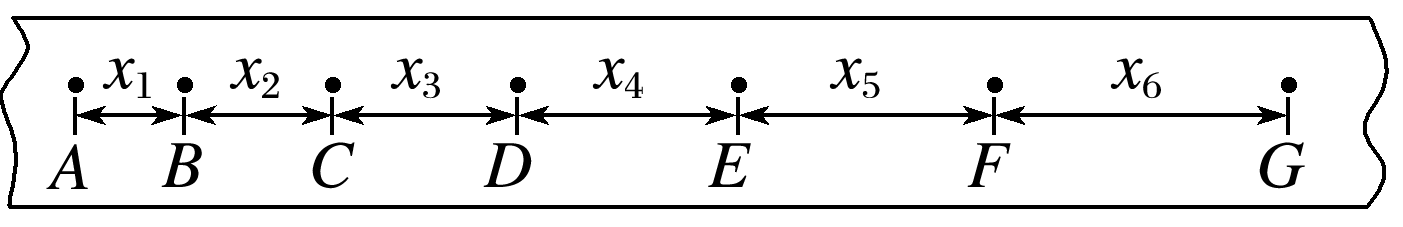 x₁ x₂ x₃ x₄ x₅ x₆
A B C D E F G